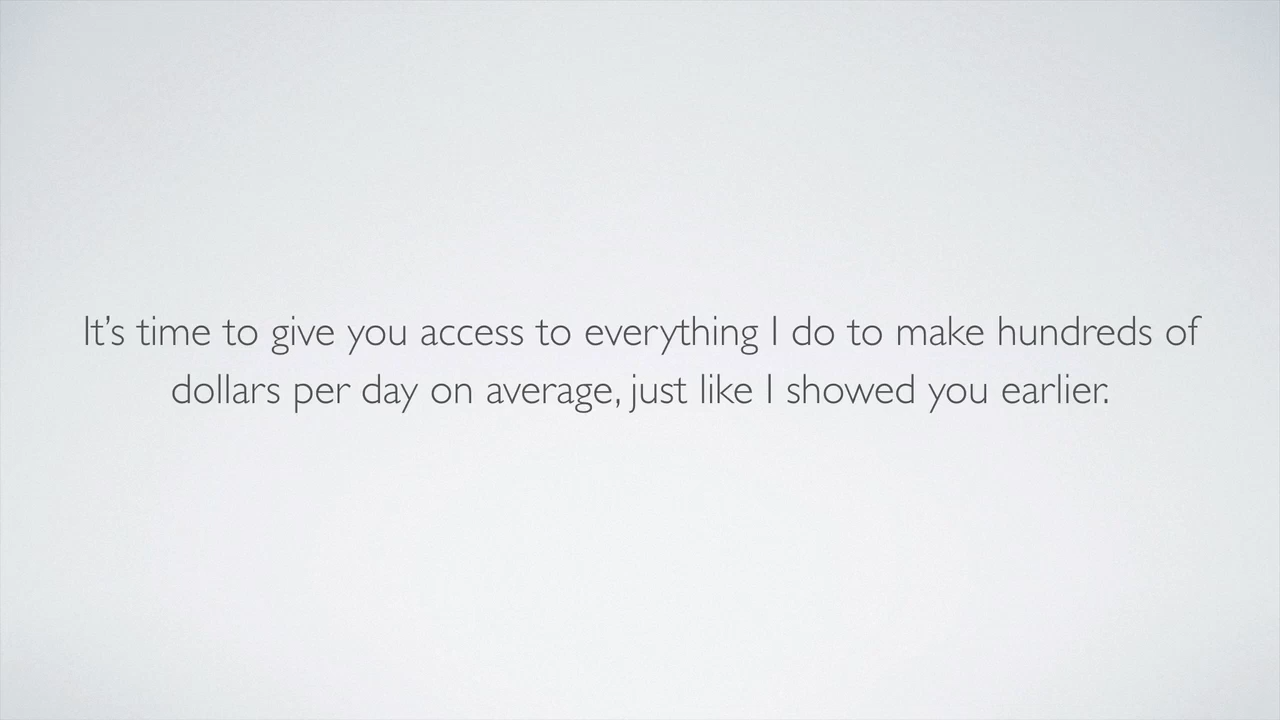 It’s time to give you access to everything I do to make hundreds of
dollars per day on average, just like I showed you earlier.